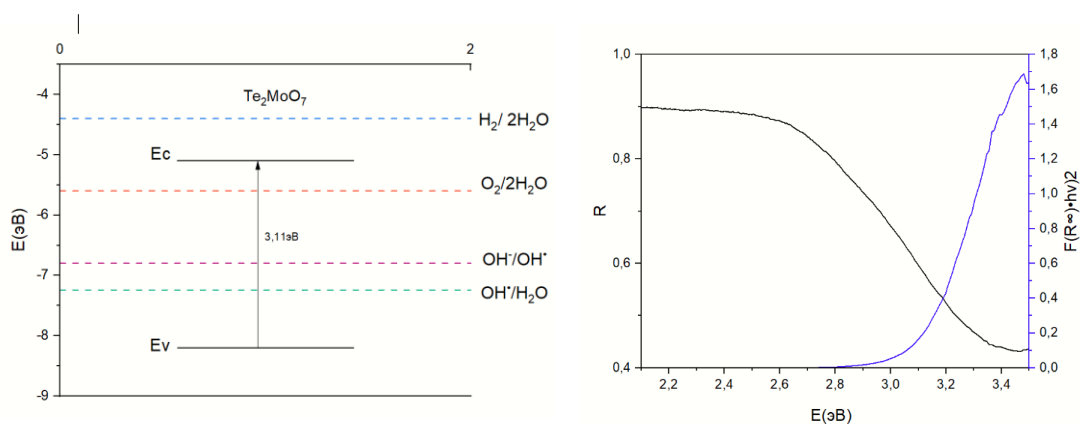 0 2
Te₂MoO₇
-4
H₂/ 2H₂O
Ec
-5
O₂/2H₂O
-6
E(эВ)
3,11эВ
OH⁻/OH•
-7
OH•/H₂O
Ev
-8
-9
1,0
0,8
R
0,6
0,4
1,8
1,6
1,4
1,2
1,0
0,8
0,6
0,4
0,2
0,0
F(R∞)•hv)2
2,2 2,4 2,6 2,8 3,0 3,2 3,4
E(эВ)